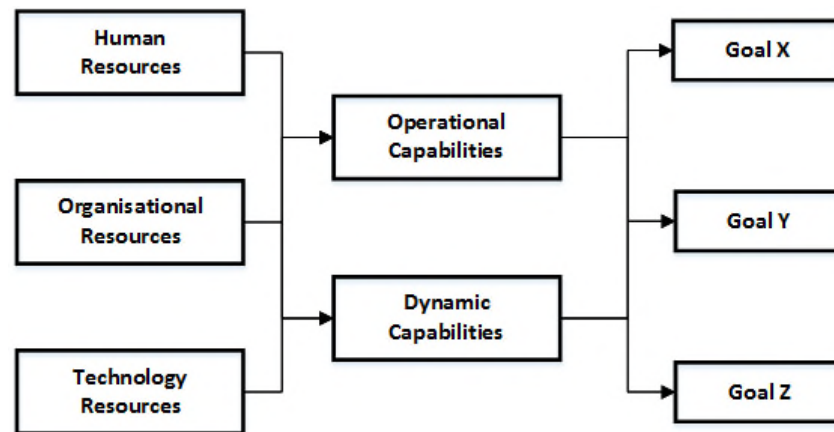 Human
Resources
Organisational
Resources
Technology
Resources
Operational
Capabilities
Dynamic
Capabilities
Goal X
Goal Y
Goal Z